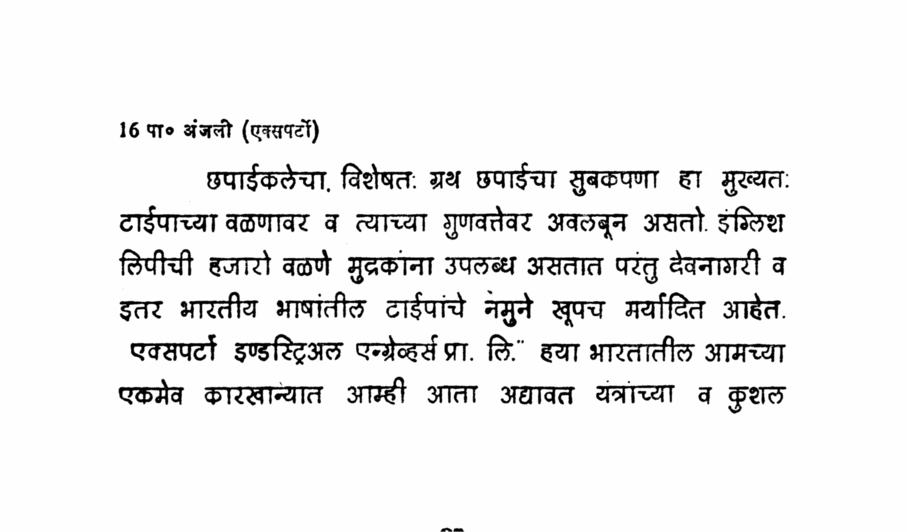 16 पा० अंजली (एक्सपर्टो)
छपाईकलेचा, विशेषतः ग्रथ छपाईचा सुबकपणा हा मुख्यतः
टाईपाच्या वळणावर व त्याच्या गुणवत्तेवर अवलबून असतो. इंग्लिश
लिपीची हजारो वळणे मुद्रकांना उपलब्ध असतात परंतु देवनागरी व
इतर भारतीय भाषांतील टाईपांचे नमुने खूपच मर्यादित आहेत.
एक्सपर्टो इण्डस्ट्रिअल एन्ग्रेव्हर्स प्रा. लि." हया भारतातील आमच्या
एकमेव कारखान्यात आम्ही आता अद्यावत यंत्रांच्या व कुशल